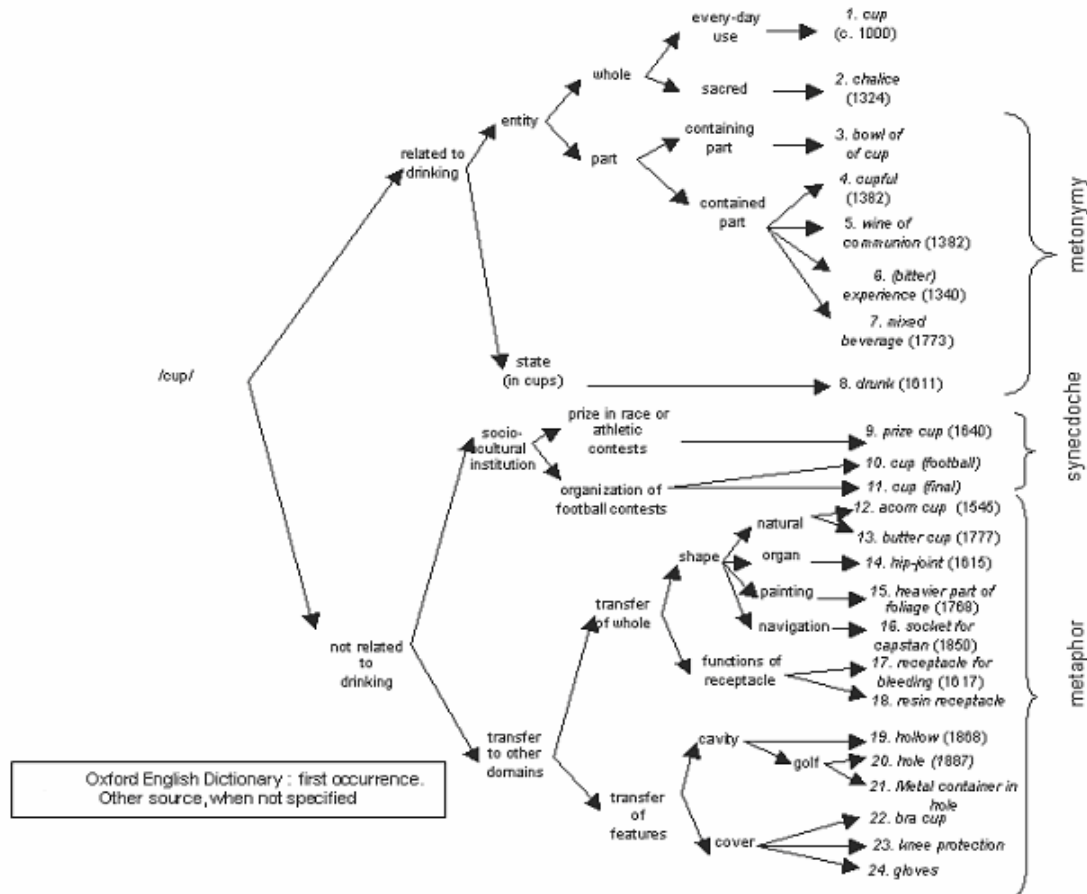 every-day
use
1. cup
(c. 1000)
whole
sacred
2. chalice
(1324)
entity
related to
drinking
part
containing
part
3. bowl of
of cup
contained
part
4. cupful
(1382)
5. wine of
communion (1382)
6. (bitter)
experience (1340)
7. mixed
beverage (1773)
metonymy
/cup/
state
(in cups)
8. drunk (1611)
socio-
cultural
institution
prize in race or
athletic
contests
9. prize cup (1640)
organization of
football contests
10. cup (football)
11. cup (final)
synecdoche
not related
to
drinking
transfer
to other
domains
transfer
of whole
shape
natural
12. acorn cup (1546)
13. butter cup (1777)
organ
14. hip-joint (1615)
painting
15. heavier part of
foliage (1768)
navigation
16. socket for
capstan (1850)
functions of
receptacle
17. receptacle for
bleeding (1617)
18. resin receptacle
transfer
of
features
cavity
19. hollow (1868)
golf
20. hole (1887)
21. Metal container in
hole
cover
22. bra cup
23. knee protection
24. gloves
metaphor
Oxford English Dictionary : first occurrence.
Other source, when not specified